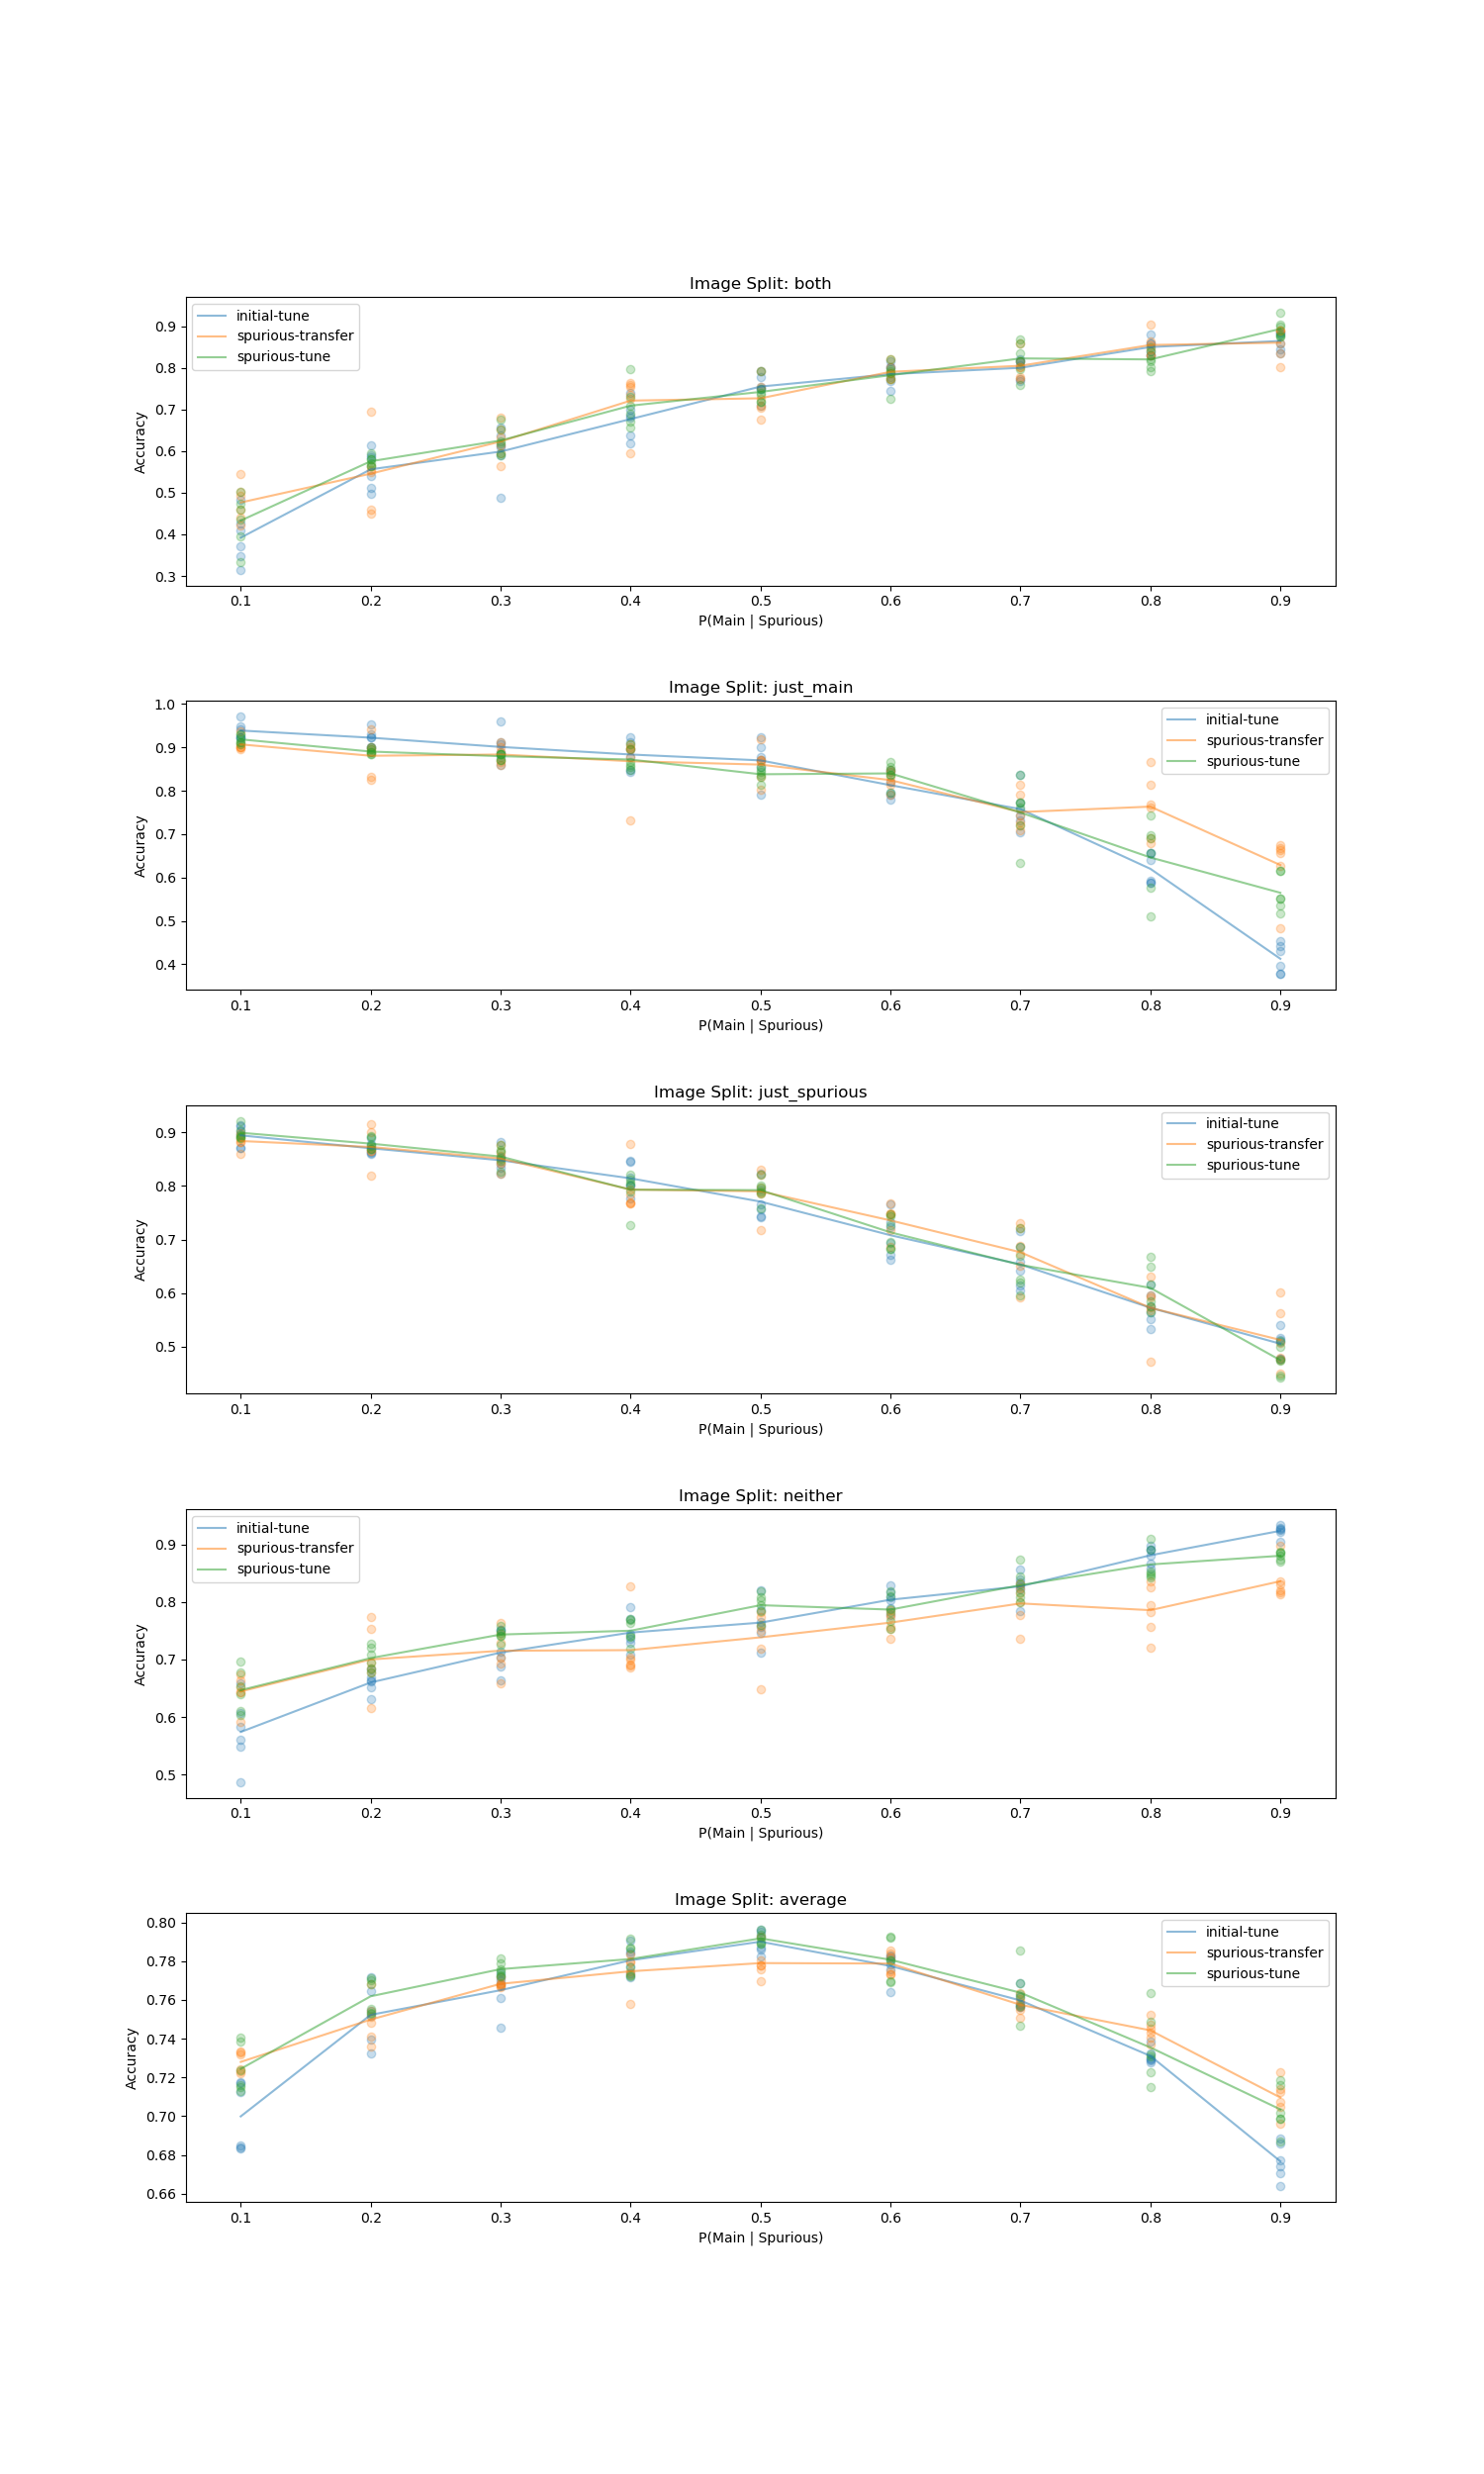 Image Split: both
initial-tune
spurious-transfer
spurious-tune
Accuracy
0.9
0.8
0.7
0.6
0.5
0.4
0.3
0.1 0.2 0.3 0.4 0.5 0.6 0.7 0.8 0.9
P(Main | Spurious)
Image Split: just_main
initial-tune
spurious-transfer
spurious-tune
Accuracy
1.0
0.9
0.8
0.7
0.6
0.5
0.4
0.1 0.2 0.3 0.4 0.5 0.6 0.7 0.8 0.9
P(Main | Spurious)
Image Split: just_spurious
initial-tune
spurious-transfer
spurious-tune
Accuracy
0.9
0.8
0.7
0.6
0.5
0.1 0.2 0.3 0.4 0.5 0.6 0.7 0.8 0.9
P(Main | Spurious)
Image Split: neither
initial-tune
spurious-transfer
spurious-tune
Accuracy
0.9
0.8
0.7
0.6
0.5
0.1 0.2 0.3 0.4 0.5 0.6 0.7 0.8 0.9
P(Main | Spurious)
Image Split: average
initial-tune
spurious-transfer
spurious-tune
Accuracy
0.80
0.78
0.76
0.74
0.72
0.70
0.68
0.66
0.1 0.2 0.3 0.4 0.5 0.6 0.7 0.8 0.9
P(Main | Spurious)